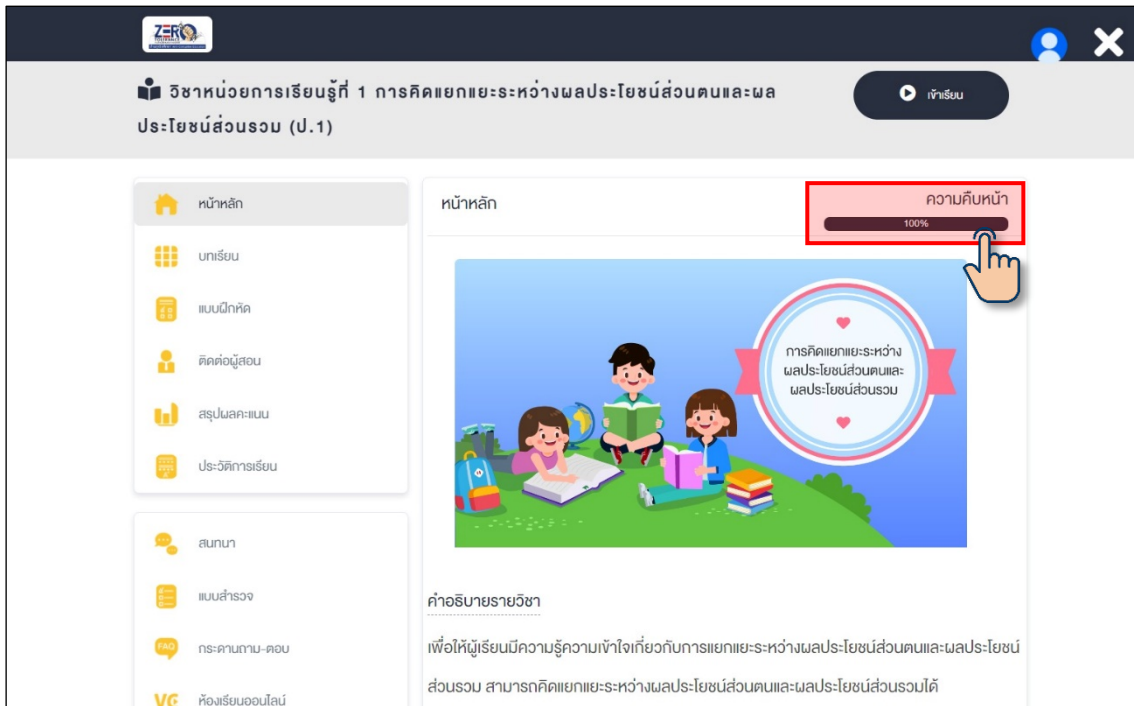 ZERO
วิชาหน่วยการเรียนรู้ที่ 1 การคิดแยกแยะระหว่างผลประโยชน์ส่วนตนและผล
ประโยชน์ส่วนรวม (ป.1)
เข้าเรียน
หน้าหลัก
บทเรียน
แบบฝึกหัด
ติดต่อผู้สอน
สรุปผลคะแนน
ประวัติการเรียน
สนทนา
แบบสำรวจ
FAQ กระดานถาม-ตอบ
VC ห้องเรียนออนไลน์
หน้าหลัก
ความคืบหน้า
100%
การคิดแยกแยะระหว่าง
ผลประโยชน์ส่วนตนและ
ผลประโยชน์ส่วนรวม
คำอธิบายรายวิชา
เพื่อให้ผู้เรียนมีความรู้ความเข้าใจเกี่ยวกับการแยกแยะระหว่างผลประโยชน์ส่วนตนและผลประโยชน์
ส่วนรวม สามารถคิดแยกแยะระหว่างผลประโยชน์ส่วนตนและผลประโยชน์ส่วนรวมได้